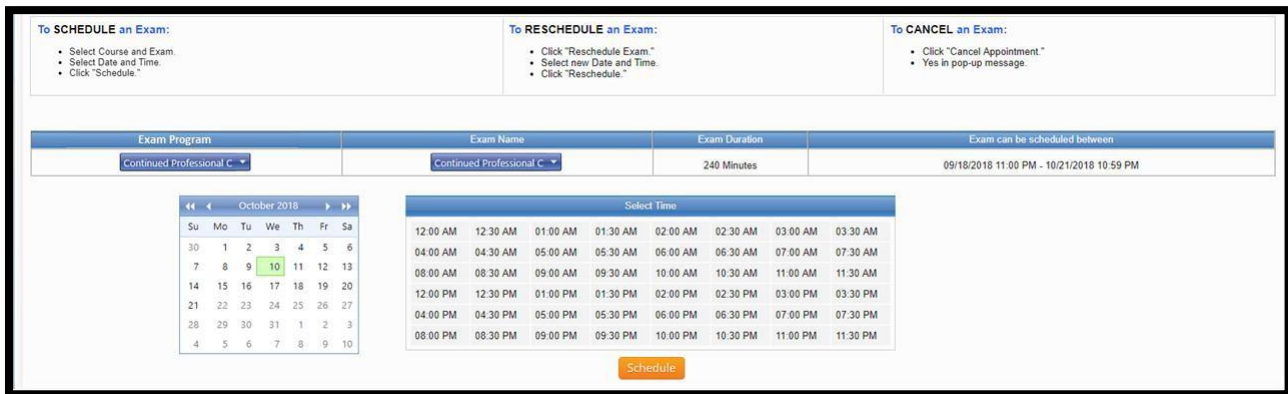 To SCHEDULE an Exam:
Select Course and Exam.
Select Date and Time.
Click "Schedule."
To RESCHEDULE an Exam:
Click "Reschedule Exam."
Select new Date and Time.
Click "Reschedule."
To CANCEL an Exam:
Click "Cancel Appointment."
Yes in pop-up message.
Exam Program Exam Name Exam Duration Exam can be scheduled between
Continued Professional C Continued Professional C 240 Minutes 09/18/2018 11:00 PM - 10/21/2018 10:59 PM
October 2018
Su Mo Tu We Th Fr Sa
30 1 2 3 4 5 6
7 8 9 10 11 12 13
14 15 16 17 18 19 20
21 22 23 24 25 26 27
28 29 30 31 1 2 3
4 5 6 7 8 9 10
Select Time
12:00 AM 12:30 AM 01:00 AM 01:30 AM 02:00 AM 02:30 AM 03:00 AM 03:30 AM
04:00 AM 04:30 AM 05:00 AM 05:30 AM 06:00 AM 06:30 AM 07:00 AM 07:30 AM
08:00 AM 08:30 AM 09:00 AM 09:30 AM 10:00 AM 10:30 AM 11:00 AM 11:30 AM
12:00 PM 12:30 PM 01:00 PM 01:30 PM 02:00 PM 02:30 PM 03:00 PM 03:30 PM
04:00 PM 04:30 PM 05:00 PM 05:30 PM 06:00 PM 06:30 PM 07:00 PM 07:30 PM
08:00 PM 08:30 PM 09:00 PM 09:30 PM 10:00 PM 10:30 PM 11:00 PM 11:30 PM
Schedule